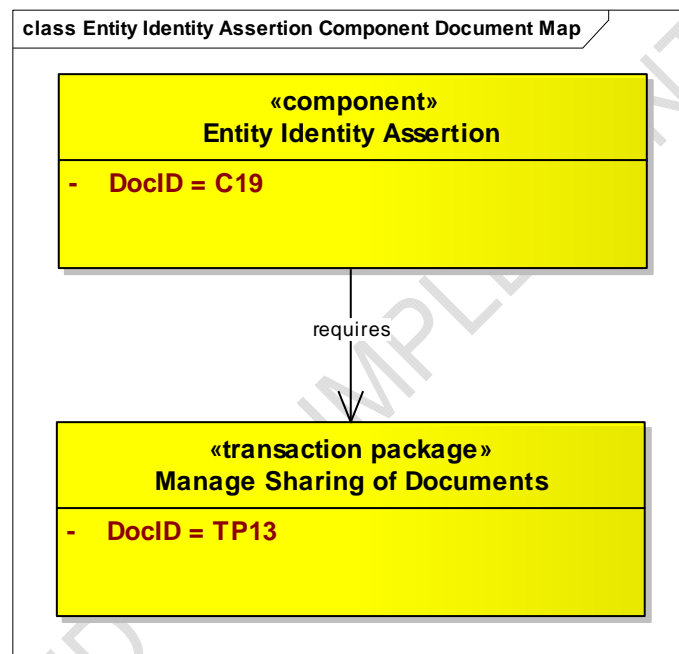 class Entity Identity Assertion Component Document Map
«component»
Entity Identity Assertion
- DocID = C19
requires
«transaction package»
Manage Sharing of Documents
- DocID = TP13